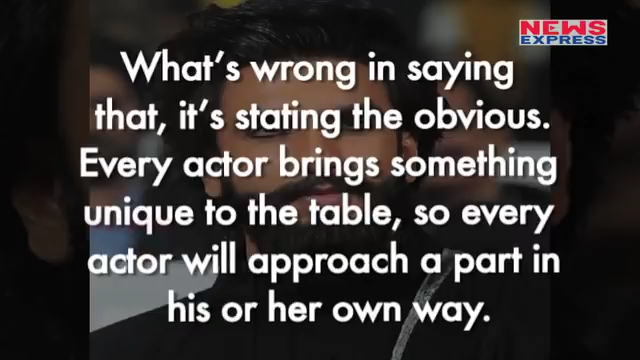 NEWS
EXPRESS
What's wrong in saying
that, it's stating the obvious.
Every actor brings something
unique to the table, so every
actor will approach a part in
his or her own way.